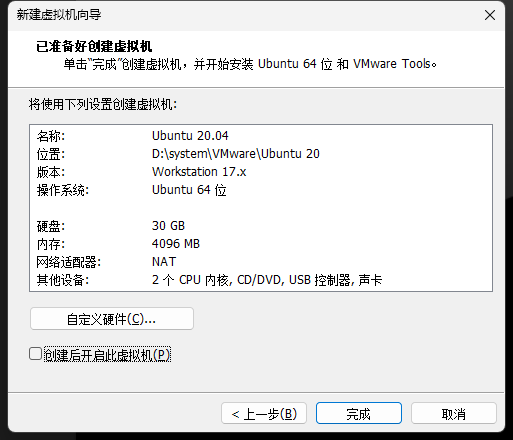 新建虚拟机向导
已准备好创建虚拟机
单击“完成”创建虚拟机，并开始安装 Ubuntu 64 位 和 VMware Tools。
将使用下列设置创建虚拟机:
名称: Ubuntu 20.04
位置: D:\system\VMware\Ubuntu 20
版本: Workstation 17.x
操作系统: Ubuntu 64 位
硬盘: 30 GB
内存: 4096 MB
网络适配器: NAT
其他设备: 2 个 CPU 内核, CD/DVD, USB 控制器, 声卡
自定义硬件(C)...
创建后开启此虚拟机(P)
< 上一步(B) 完成 取消